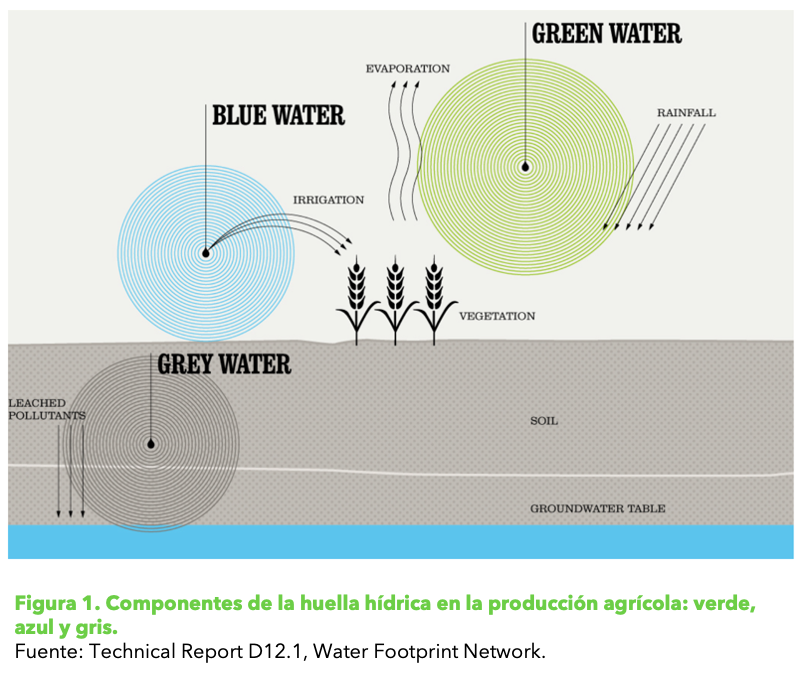 GREEN WATER
EVAPORATION
BLUE WATER
RAINFALL
IRRIGATION
VEGETATION
GREY WATER
LEACHED
POLLUTANTS
SOIL
GROUNDWATER TABLE
Figura 1. Componentes de la huella hídrica en la producción agrícola: verde,
azul y gris.
Fuente: Technical Report D12.1, Water Footprint Network.